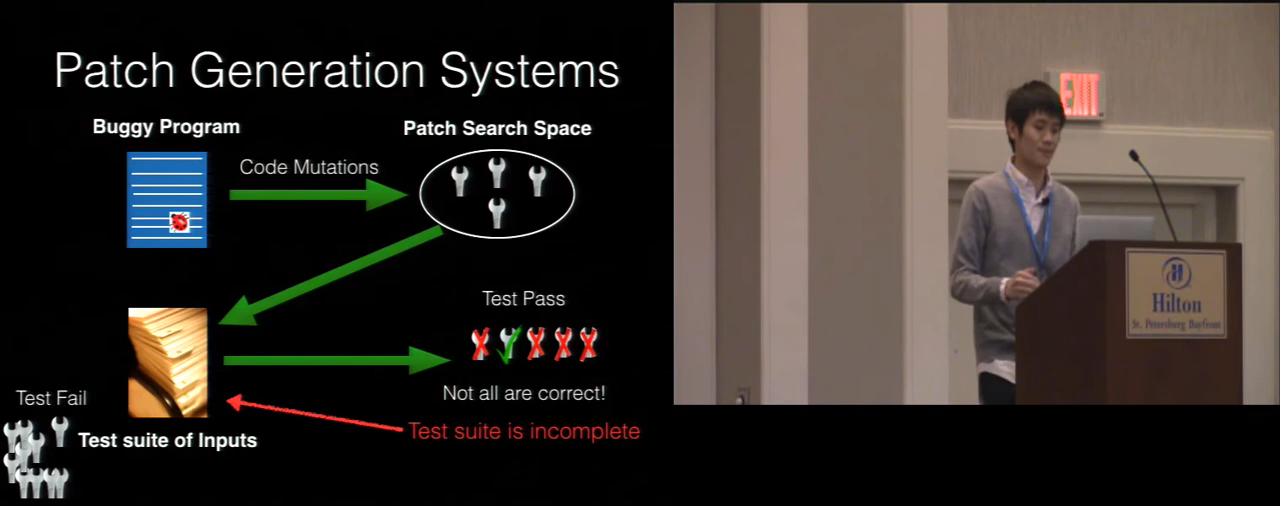 Patch Generation Systems
Buggy Program
Patch Search Space
Code Mutations
Test Pass
Not all are correct!
Test Fail
Test suite of Inputs
Test suite is incomplete
EXIT
Hilton
St. Petersburg Bayfront